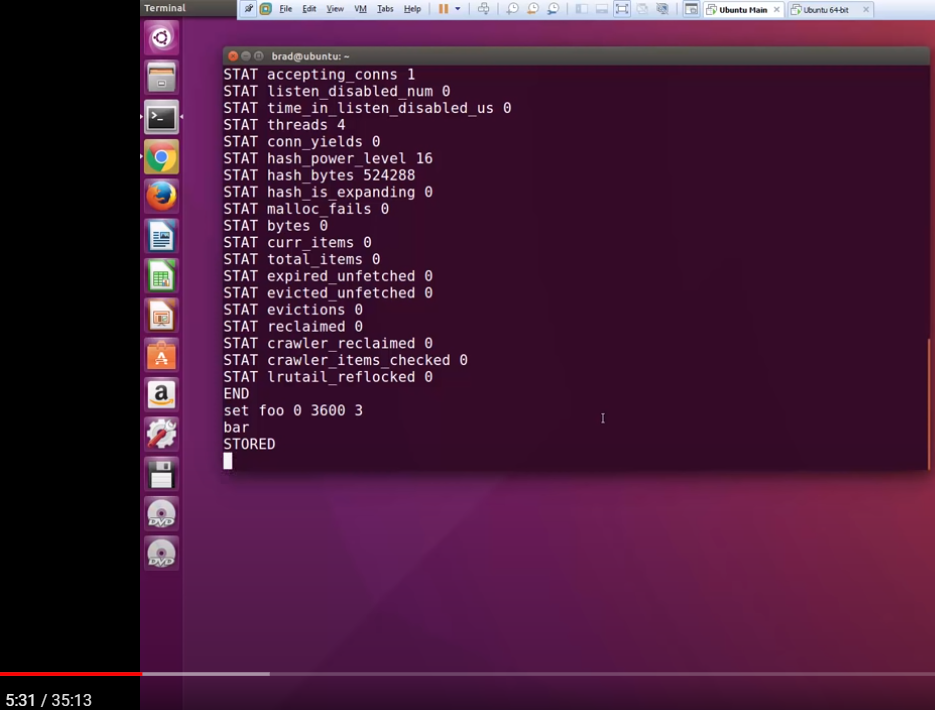 Terminal
File Edit View VM Tabs Help
Ubuntu Main
Ubuntu 64-bit
brad@ubuntu: ~
STAT accepting_conns 1
STAT listen_disabled_num 0
STAT time_in_listen_disabled_us 0
STAT threads 4
STAT conn_yields 0
STAT hash_power_level 16
STAT hash_bytes 524288
STAT hash_is_expanding 0
STAT malloc_fails 0
STAT bytes 0
STAT curr_items 0
STAT total_items 0
STAT expired_unfetched 0
STAT evicted_unfetched 0
STAT evictions 0
STAT reclaimed 0
STAT crawler_reclaimed 0
STAT crawler_items_checked 0
STAT lrutail_reflocked 0
END
set foo 0 3600 3
bar
STORED
A
a
DVD
DVD
5:31 / 35:13